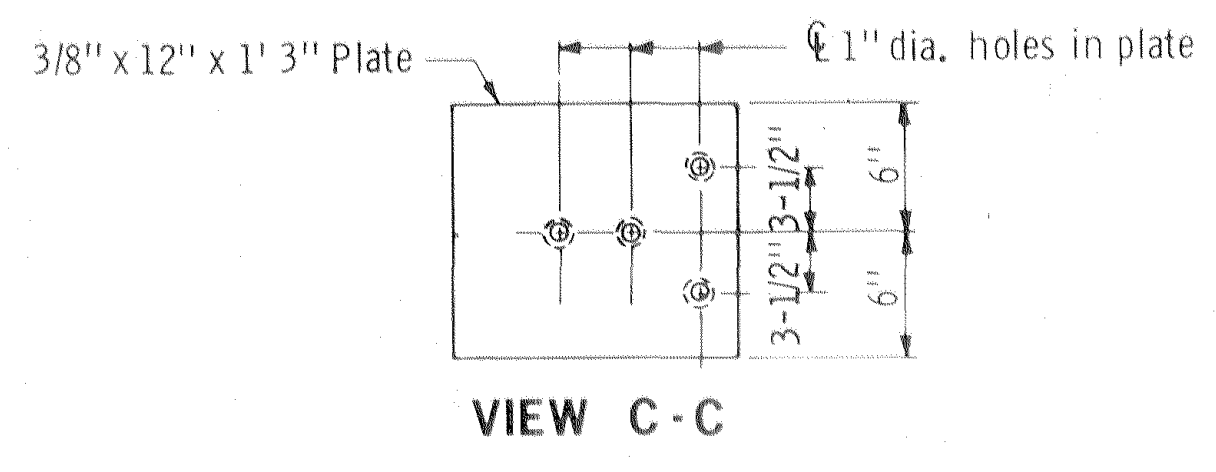 3/8" x 12" x 1' 3" Plate
℄ 1" dia. holes in plate
3-1/2"
6"
3-1/2"
6"
VIEW C-C